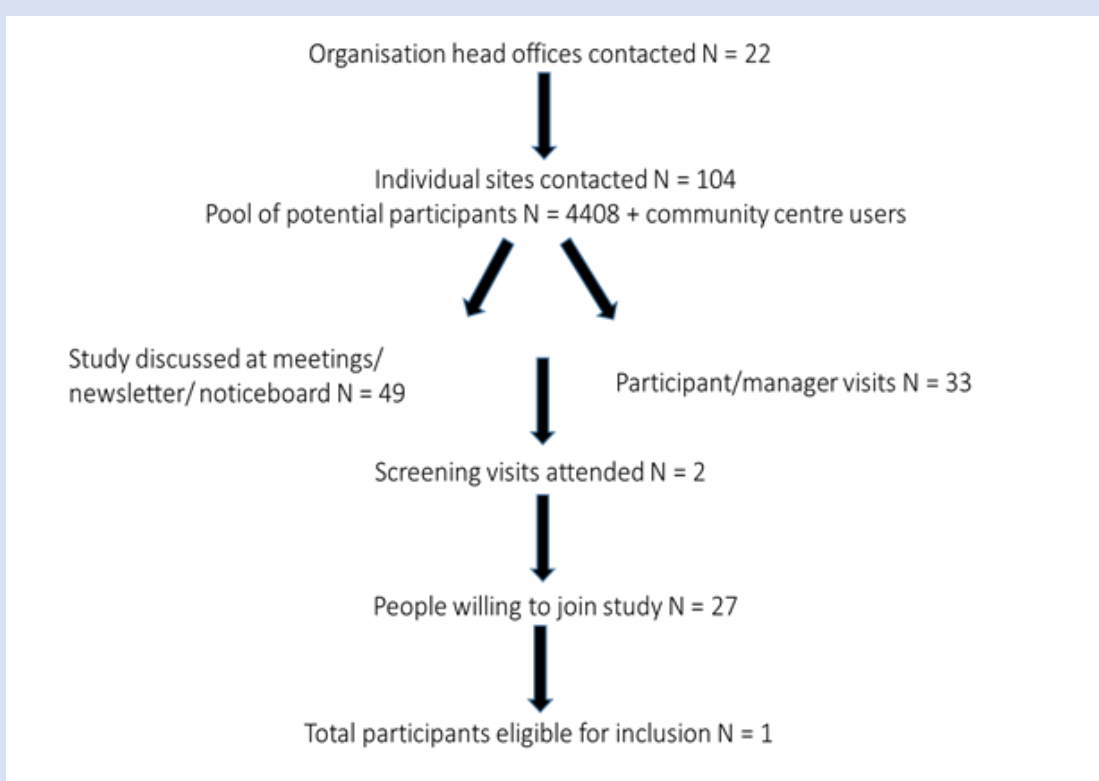 Organisation head offices contacted N = 22
Individual sites contacted N = 104
Pool of potential participants N = 4408 + community centre users
Study discussed at meetings/
newsletter/ noticeboard N = 49
Participant/manager visits N = 33
Screening visits attended N = 2
People willing to join study N = 27
Total participants eligible for inclusion N = 1